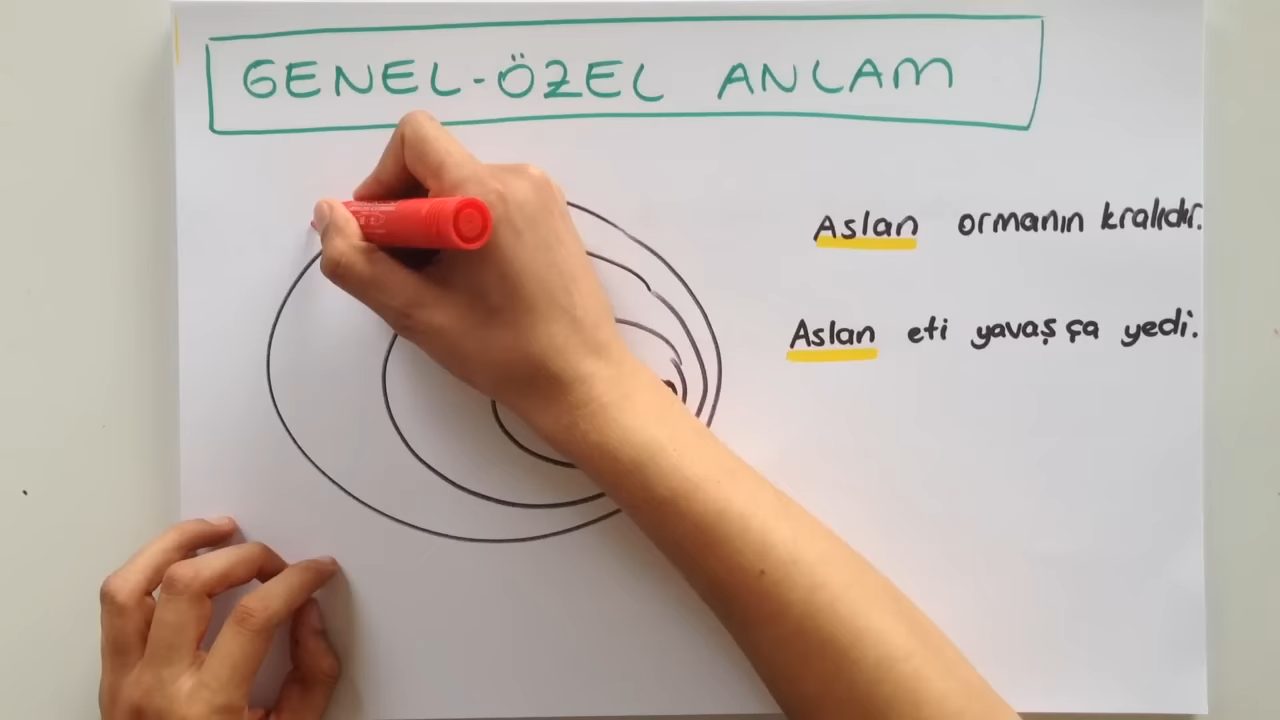 GENEL-ÖZEL ANLAM
Aslan ormanın kralıdır.
Aslan eti yavaşça yedi.